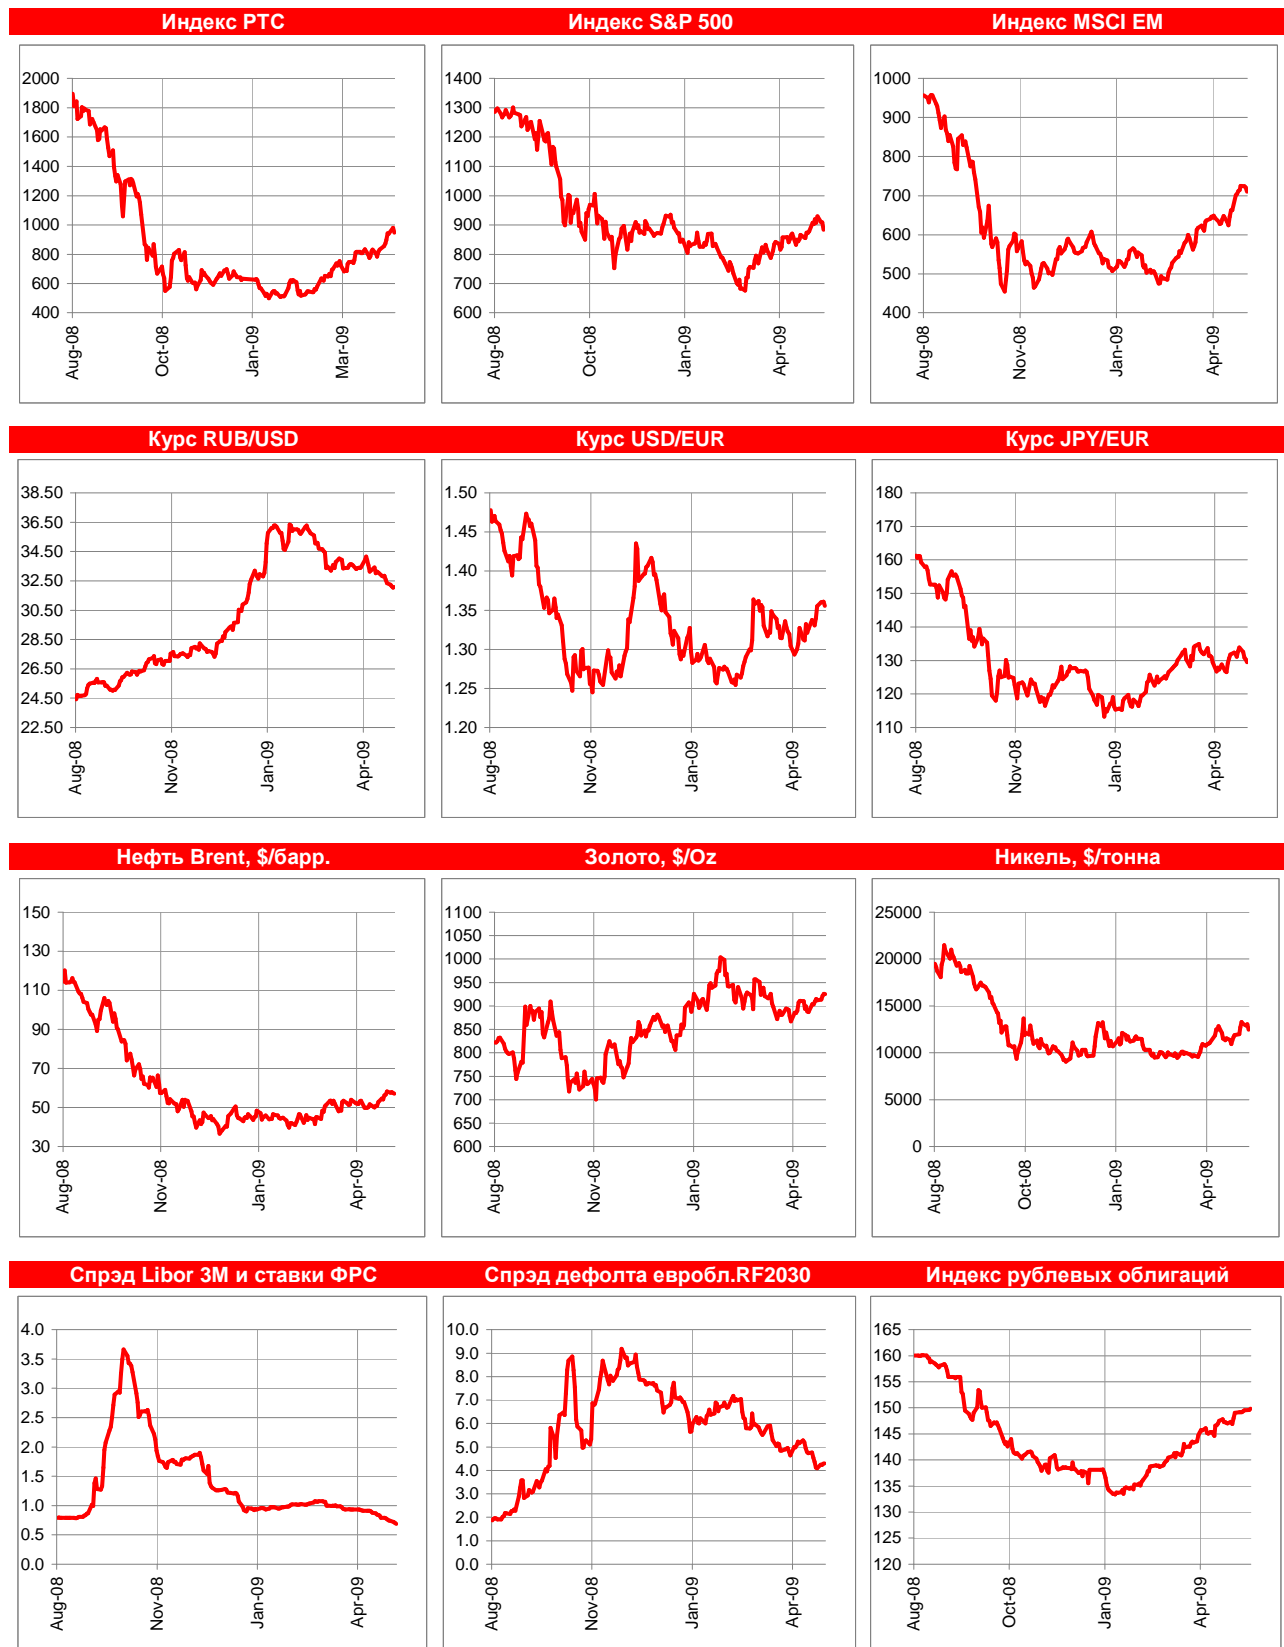 Индекс РТС
2000
1800
1600
1400
1200
1000
800
600
400
Aug-08
Oct-08
Jan-09
Mar-09
Индекс S&P 500
1400
1300
1200
1100
1000
900
800
700
600
Aug-08
Oct-08
Jan-09
Apr-09
Индекс MSCI EM
1000
900
800
700
600
500
400
Aug-08
Nov-08
Jan-09
Apr-09
Курс RUB/USD
38.50
36.50
34.50
32.50
30.50
28.50
26.50
24.50
22.50
Aug-08
Nov-08
Jan-09
Apr-09
Курс USD/EUR
1.50
1.45
1.40
1.35
1.30
1.25
1.20
Aug-08
Nov-08
Jan-09
Apr-09
Курс JPY/EUR
180
170
160
150
140
130
120
110
Aug-08
Nov-08
Jan-09
Apr-09
Нефть Brent, $/барр.
150
130
110
90
70
50
30
Aug-08
Nov-08
Jan-09
Apr-09
Золото, $/Oz
1100
1050
1000
950
900
850
800
750
700
650
600
Aug-08
Nov-08
Jan-09
Apr-09
Никель, $/тонна
25000
20000
15000
10000
5000
0
Aug-08
Oct-08
Jan-09
Apr-09
Спрэд Libor 3M и ставки ФРС
4.0
3.5
3.0
2.5
2.0
1.5
1.0
0.5
0.0
Aug-08
Nov-08
Jan-09
Apr-09
Спрэд дефолта евробл.RF2030
10.0
9.0
8.0
7.0
6.0
5.0
4.0
3.0
2.0
1.0
0.0
Aug-08
Nov-08
Jan-09
Apr-09
Индекс рублевых облигаций
165
160
155
150
145
140
135
130
125
120
Aug-08
Oct-08
Jan-09
Apr-09